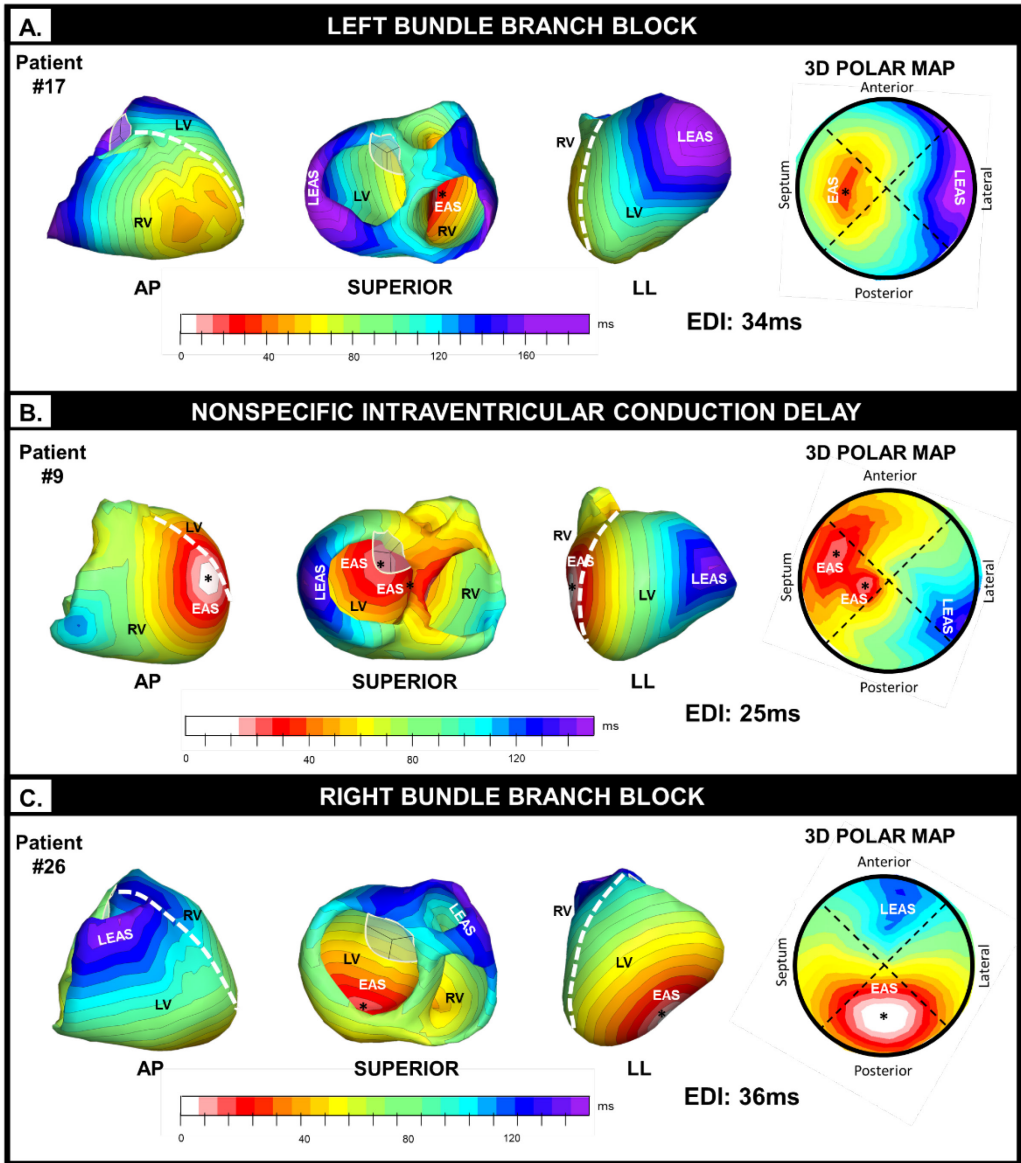 A. LEFT BUNDLE BRANCH BLOCK
Patient
#17
3D POLAR MAP
LV
RV
LEAS
LV
*
EAS
RV
RV
LEAS
LV
Anterior
Septum
EAS
*
LEAS
Lateral
Posterior
AP
SUPERIOR
LL
ms
0 40 80 120 160
EDI: 34ms
B. NONSPECIFIC INTRAVENTRICULAR CONDUCTION DELAY
Patient
#9
3D POLAR MAP
LV
*
EAS
RV
LEAS
EAS
*
EAS
*
LV
RV
RV
EAS
*
LV
LEAS
Anterior
Septum
EAS
*
*
EAS
LEAS
Lateral
Posterior
AP
SUPERIOR
LL
ms
0 40 80 120
EDI: 25ms
C. RIGHT BUNDLE BRANCH BLOCK
Patient
#26
3D POLAR MAP
RV
LEAS
LV
LEAS
LV
EAS
*
RV
RV
LV
EAS
*
Anterior
LEAS
Septum
EAS
*
Lateral
Posterior
AP
SUPERIOR
LL
ms
0 40 80 120
EDI: 36ms